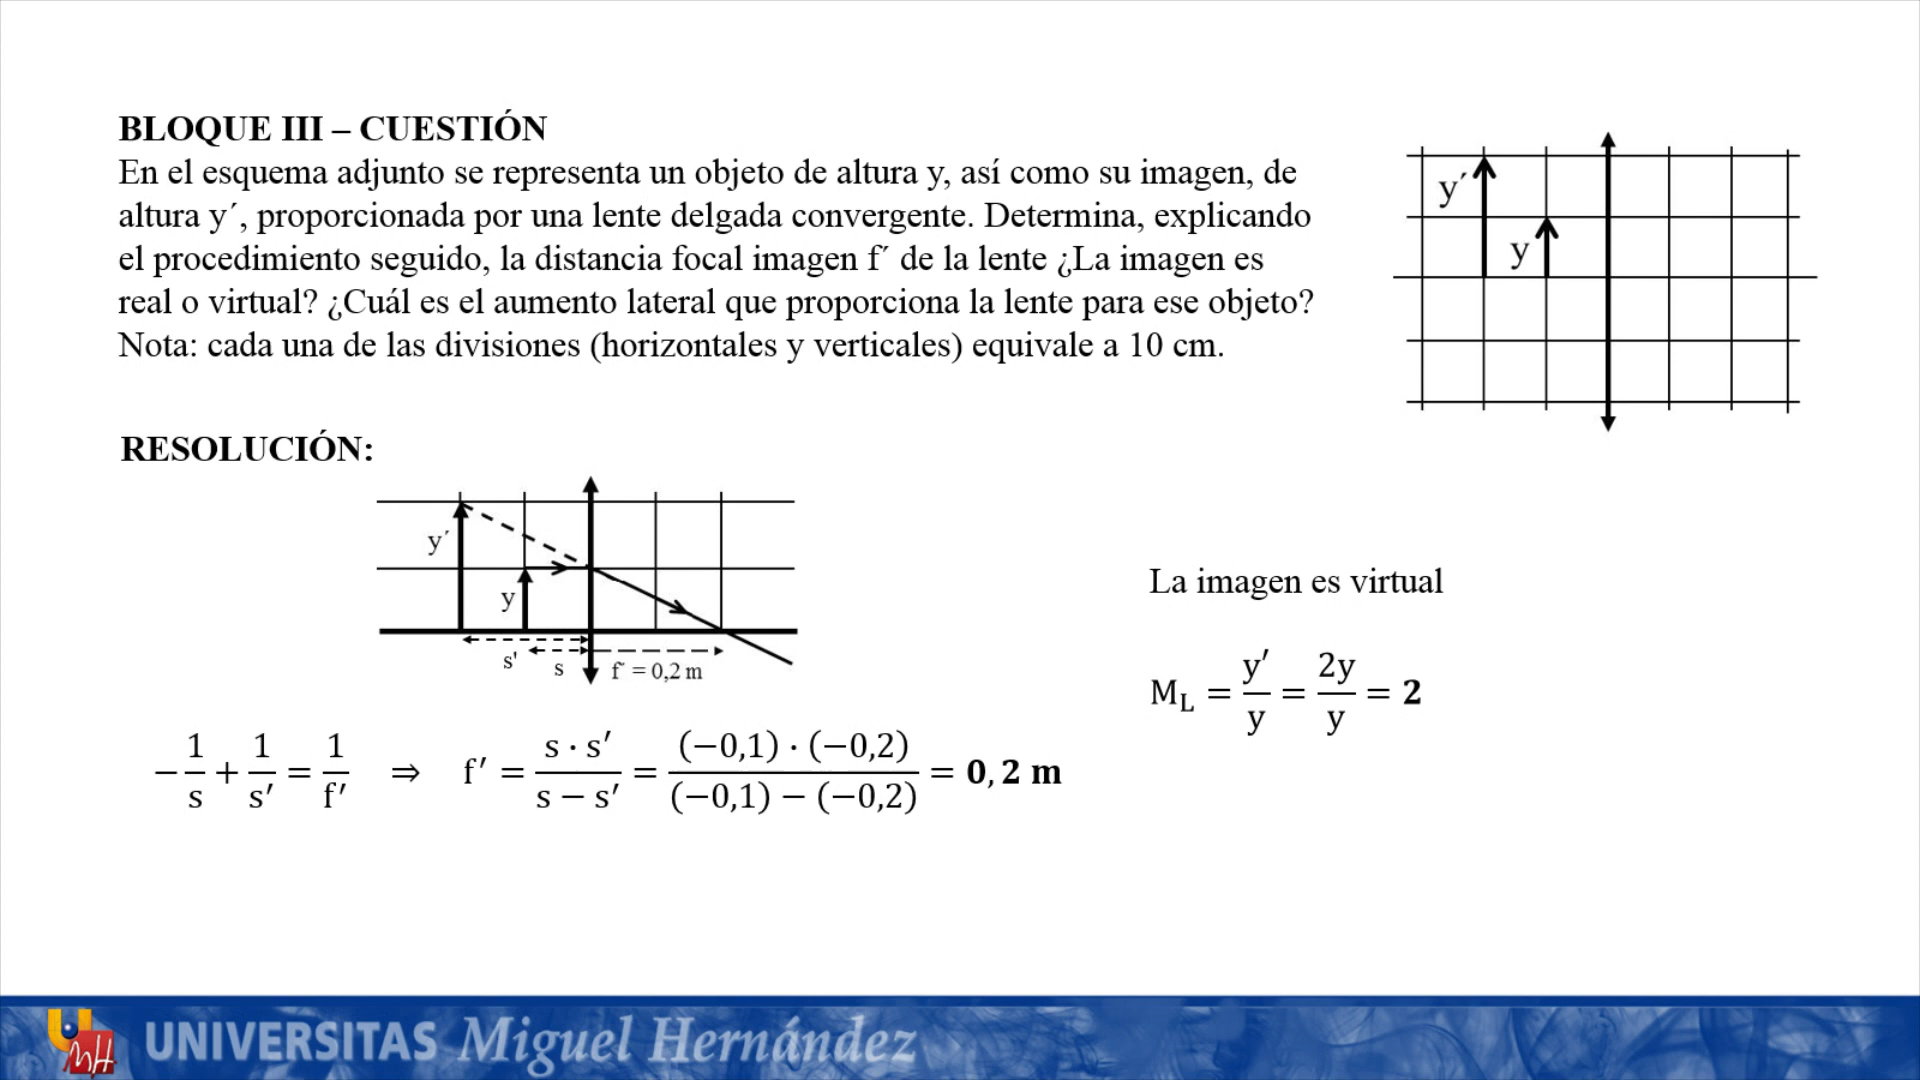 BLOQUE III – CUESTIÓN
En el esquema adjunto se representa un objeto de altura y, así como su imagen, de
altura y´, proporcionada por una lente delgada convergente. Determina, explicando
el procedimiento seguido, la distancia focal imagen f´ de la lente ¿La imagen es
real o virtual? ¿Cuál es el aumento lateral que proporciona la lente para ese objeto?
Nota: cada una de las divisiones (horizontales y verticales) equivale a 10 cm.
y´
y
RESOLUCIÓN:
y´
y
s'
s
f´ = 0,2 m
La imagen es virtual
M_L = y′/y = 2y/y = 2
−1/s + 1/s′ = 1/f′ ⇒ f′ = (s · s′)/(s − s′) = ((−0,1) · (−0,2))/((−0,1) − (−0,2)) = 0,2 m
UMH UNIVERSITAS Miguel Hernández